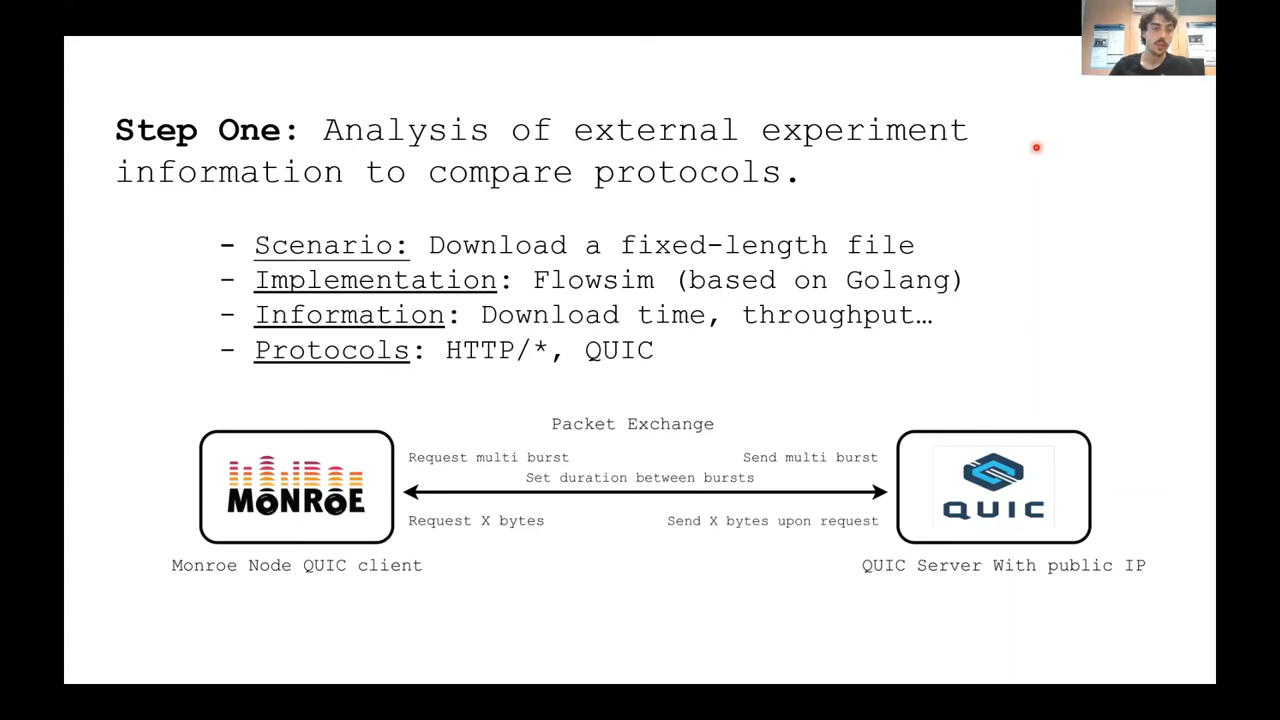 Step One: Analysis of external experiment
information to compare protocols.
- Scenario: Download a fixed-length file
- Implementation: Flowsim (based on Golang)
- Information: Download time, throughput…
- Protocols: HTTP/*, QUIC
Packet Exchange
Request multi burst
Send multi burst
Set duration between bursts
MONROE
QUIC
Request X bytes
Send X bytes upon request
Monroe Node QUIC client
QUIC Server With public IP